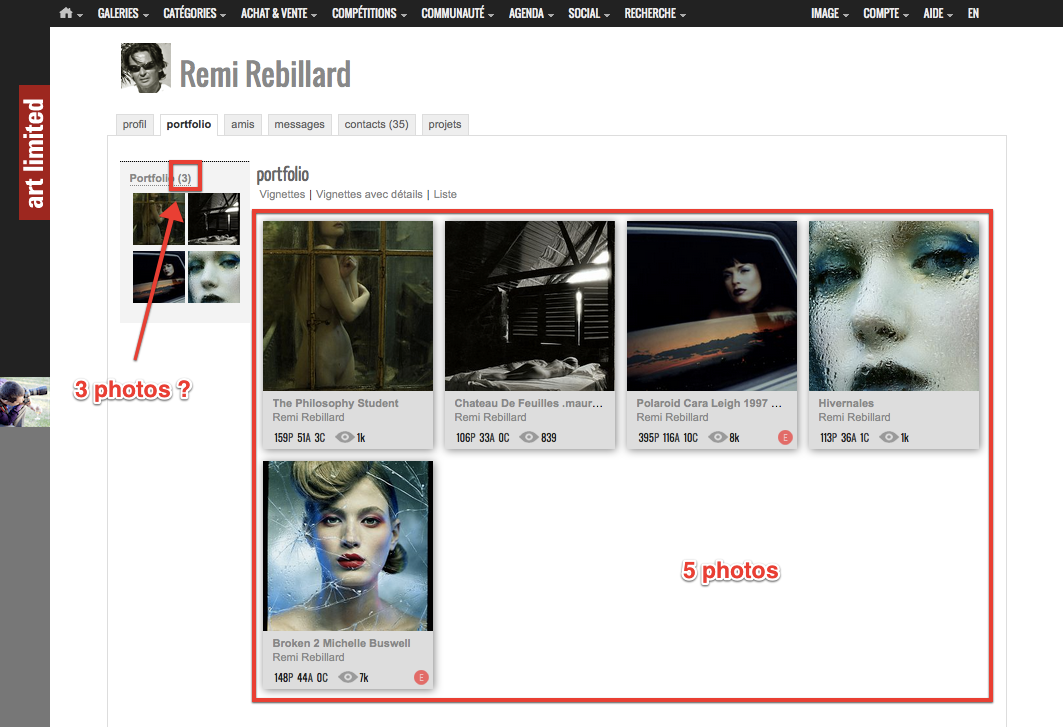 GALERIES CATÉGORIES ACHAT & VENTE COMPÉTITIONS COMMUNAUTÉ AGENDA SOCIAL RECHERCHE IMAGE COMPTE AIDE EN
art limited
Remi Rebillard
profil portfolio amis messages contacts (35) projets
Portfolio (3)
portfolio
Vignettes | Vignettes avec détails | Liste
3 photos ?
The Philosophy Student
Remi Rebillard
159P 51A 3C 1k
Chateau De Feuilles .maur...
Remi Rebillard
106P 33A 0C 839
Polaroid Cara Leigh 1997 ...
Remi Rebillard
395P 116A 10C 8k E
Hivernales
Remi Rebillard
113P 36A 1C 1k
5 photos
Broken 2 Michelle Buswell
Remi Rebillard
148P 44A 0C 7k E